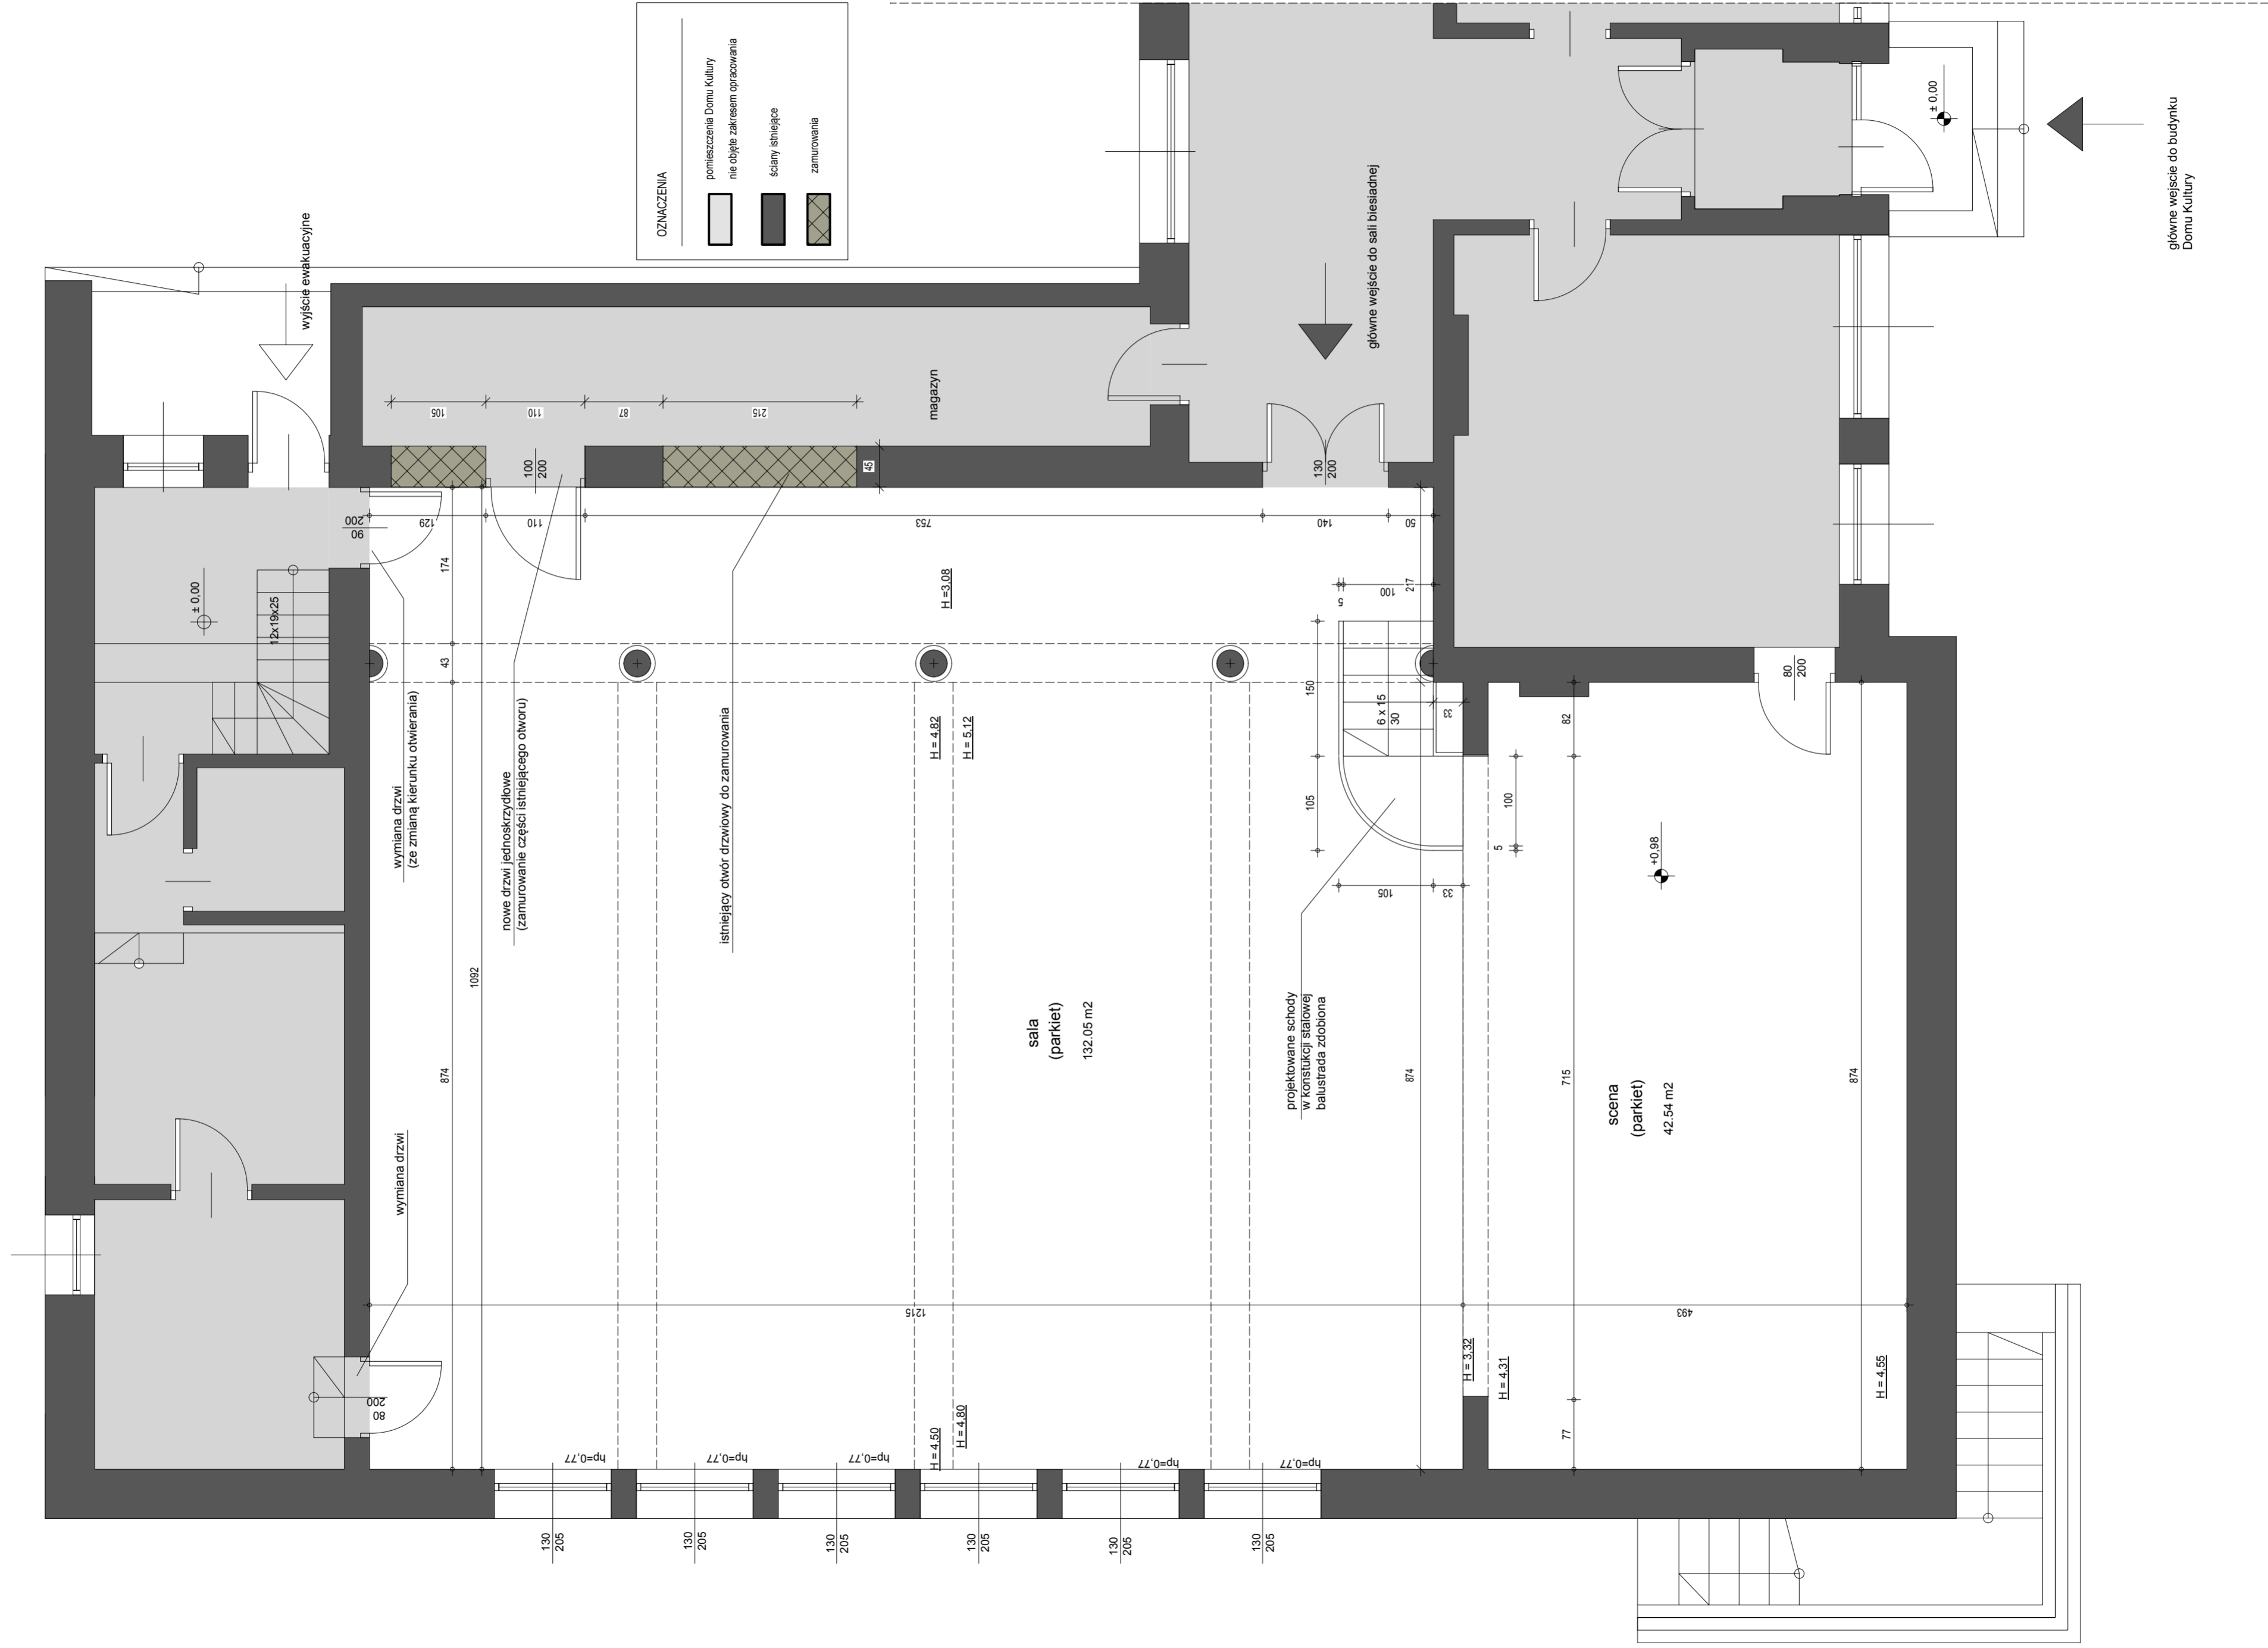 OZNACZENIA
pomieszczenia Domu Kultury
nie objęte zakresem opracowania
ściany istniejące
zamurowania
wyjście ewakuacyjne
główne wejście do sali biesiadnej
główne wejscie do budynku
Domu Kultury
± 0,00
± 0,00
12x19x25
magazyn
105
110
87
215
45
100
200
130
200
90
200
129
110
753
140
50
174
43
874
1092
H =3,08
5
100
217
150
105
6 x 15
30
33
105
33
100
5
82
80
200
wymiana drzwi
(ze zmianą kierunku otwierania)
nowe drzwi jednoskrzydłowe
(zamurowanie części istniejącego otworu)
istniejący otwór drzwiowy do zamurowania
H = 4,82
H = 5,12
+0,98
sala
(parkiet)
132.05 m2
projektowane schody
w konstukcji stalowej
balustrada zdobiona
874
715
scena
(parkiet)
42.54 m2
874
wymiana drzwi
80
200
1215
493
H = 3,32
H = 4,31
H = 4,55
77
H = 4,50
H = 4,80
hp=0,77
hp=0,77
hp=0,77
hp=0,77
hp=0,77
130
205
130
205
130
205
130
205
130
205
130
205